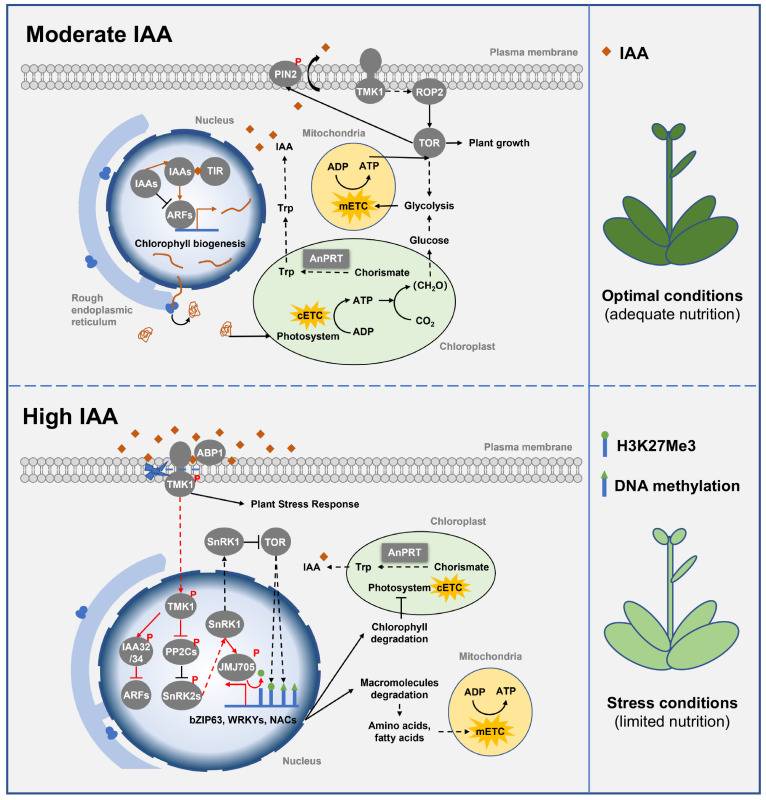 Moderate IAA
Plasma membrane
PIN2
P
TMK1
ROP2
TOR
Plant growth
Nucleus
IAA
Mitochondria
ADP
ATP
mETC
Glycolysis
Glucose
IAAs
IAAs
TIR
ARFs
Chlorophyll biogenesis
Trp
Trp
AnPRT
Chorismate
(CH₂O)
cETC
ATP
ADP
CO₂
Photosystem
Chloroplast
Rough
endoplasmic
reticulum
IAA
Optimal conditions
(adequate nutrition)
High IAA
Plasma membrane
ABP1
TMK1
P
Plant Stress Response
SnRK1
TOR
Chloroplast
AnPRT
IAA
Trp
Chorismate
Photosystem
cETC
Chlorophyll
degradation
TMK1
P
IAA32
/34
P
PP2Cs
P
SnRK1
ARFs
SnRK2s
P
JMJ705
P
bZIP63, WRKYs, NACs
Nucleus
Macromolecules
degradation
Amino acids,
fatty acids
Mitochondria
ADP
ATP
mETC
H3K27Me3
DNA methylation
Stress conditions
(limited nutrition)